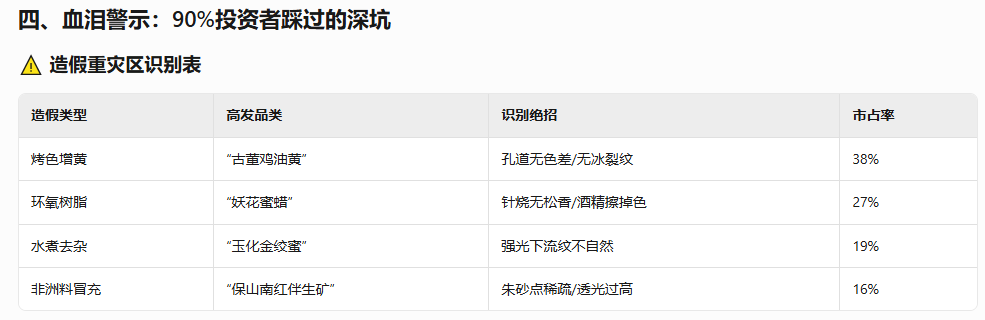 四、血泪警示：90%投资者踩过的深坑
⚠ 造假重灾区识别表
造假类型 高发品类 识别绝招 市占率
烤色增黄 “古董鸡油黄” 孔道无色差/无冰裂纹 38%
环氧树脂 “妖花蜜蜡” 针烧无松香/酒精擦掉色 27%
水煮去杂 “玉化金绞蜜” 强光下流纹不自然 19%
非洲料冒充 “保山南红伴生矿” 朱砂点稀疏/透光过高 16%